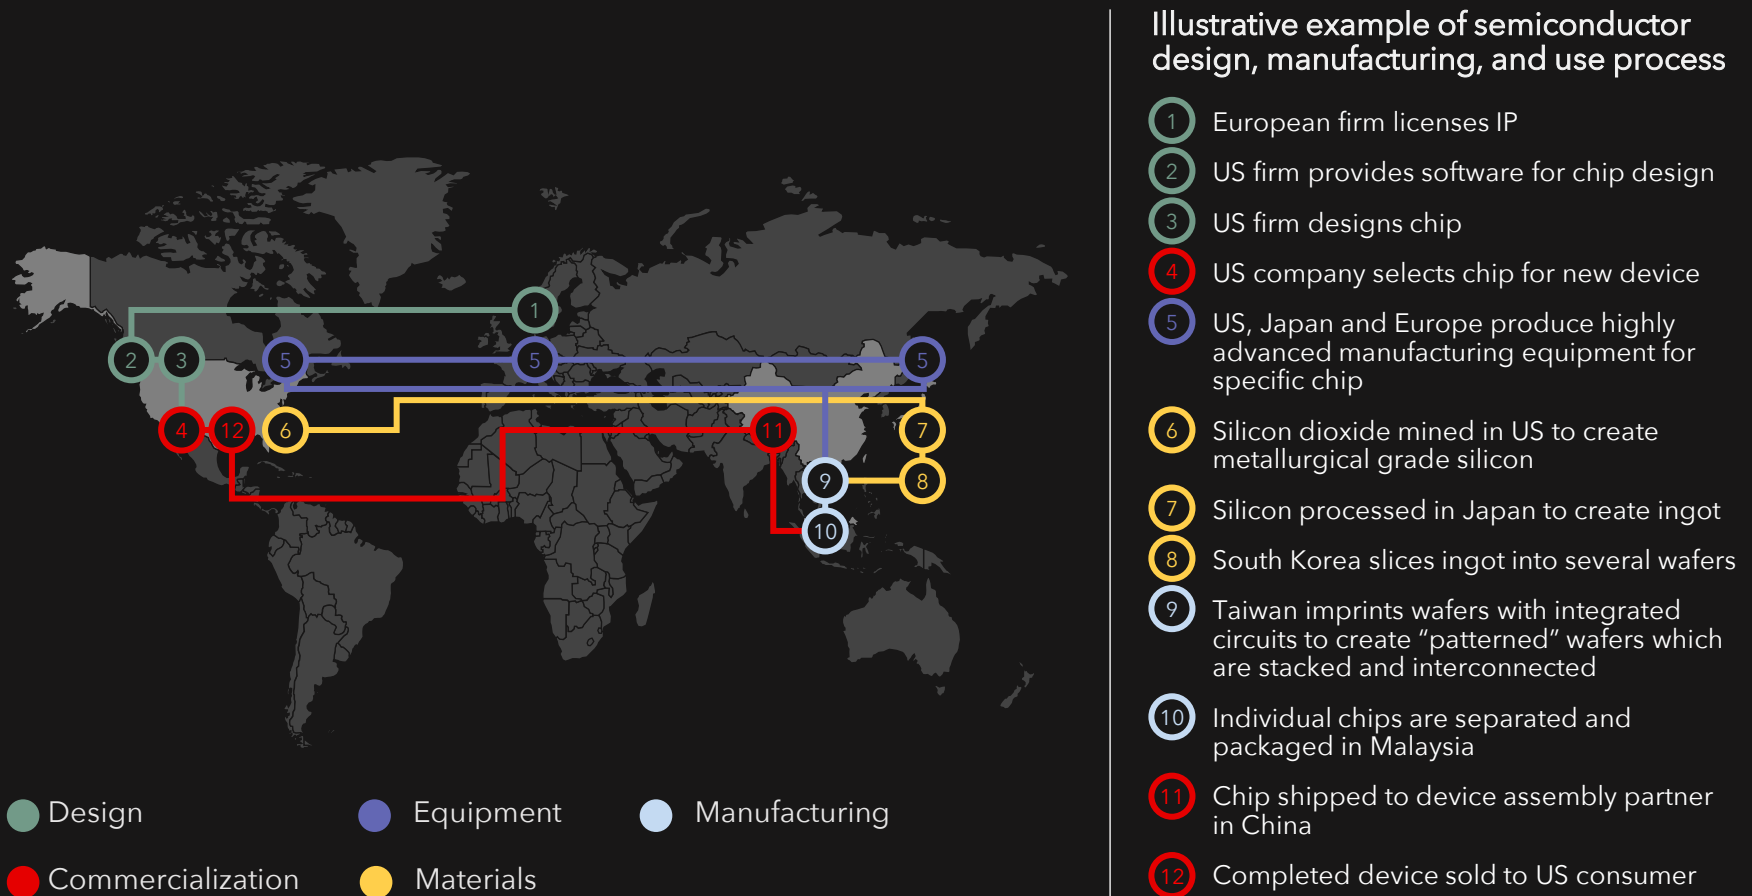 Illustrative example of semiconductor
design, manufacturing, and use process
1 European firm licenses IP
2 US firm provides software for chip design
3 US firm designs chip
4 US company selects chip for new device
5 US, Japan and Europe produce highly
advanced manufacturing equipment for
specific chip
6 Silicon dioxide mined in US to create
metallurgical grade silicon
7 Silicon processed in Japan to create ingot
8 South Korea slices ingot into several wafers
9 Taiwan imprints wafers with integrated
circuits to create “patterned” wafers which
are stacked and interconnected
10 Individual chips are separated and
packaged in Malaysia
11 Chip shipped to device assembly partner
in China
12 Completed device sold to US consumer
1
2 3 5 5 5
4 12 6 11 7
9 8
10
Design Equipment Manufacturing
Commercialization Materials